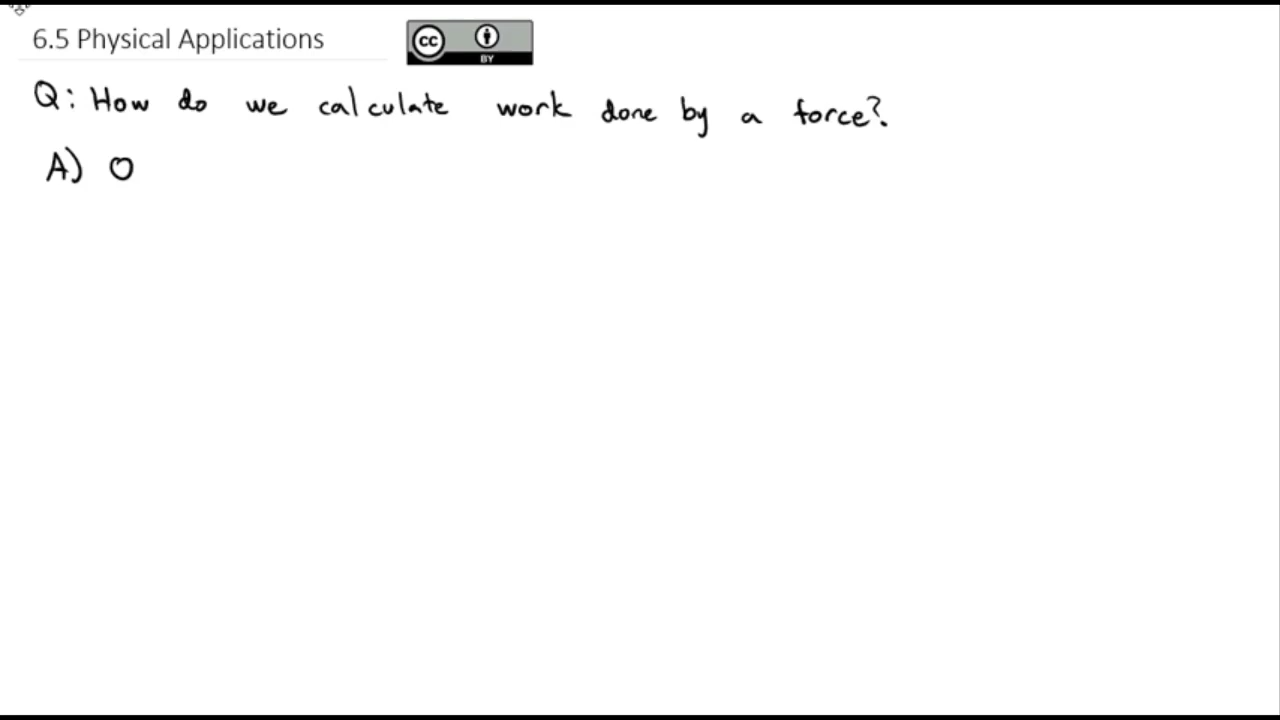 6.5 Physical Applications
cc BY
Q: How do we calculate work done by a force?
A) O